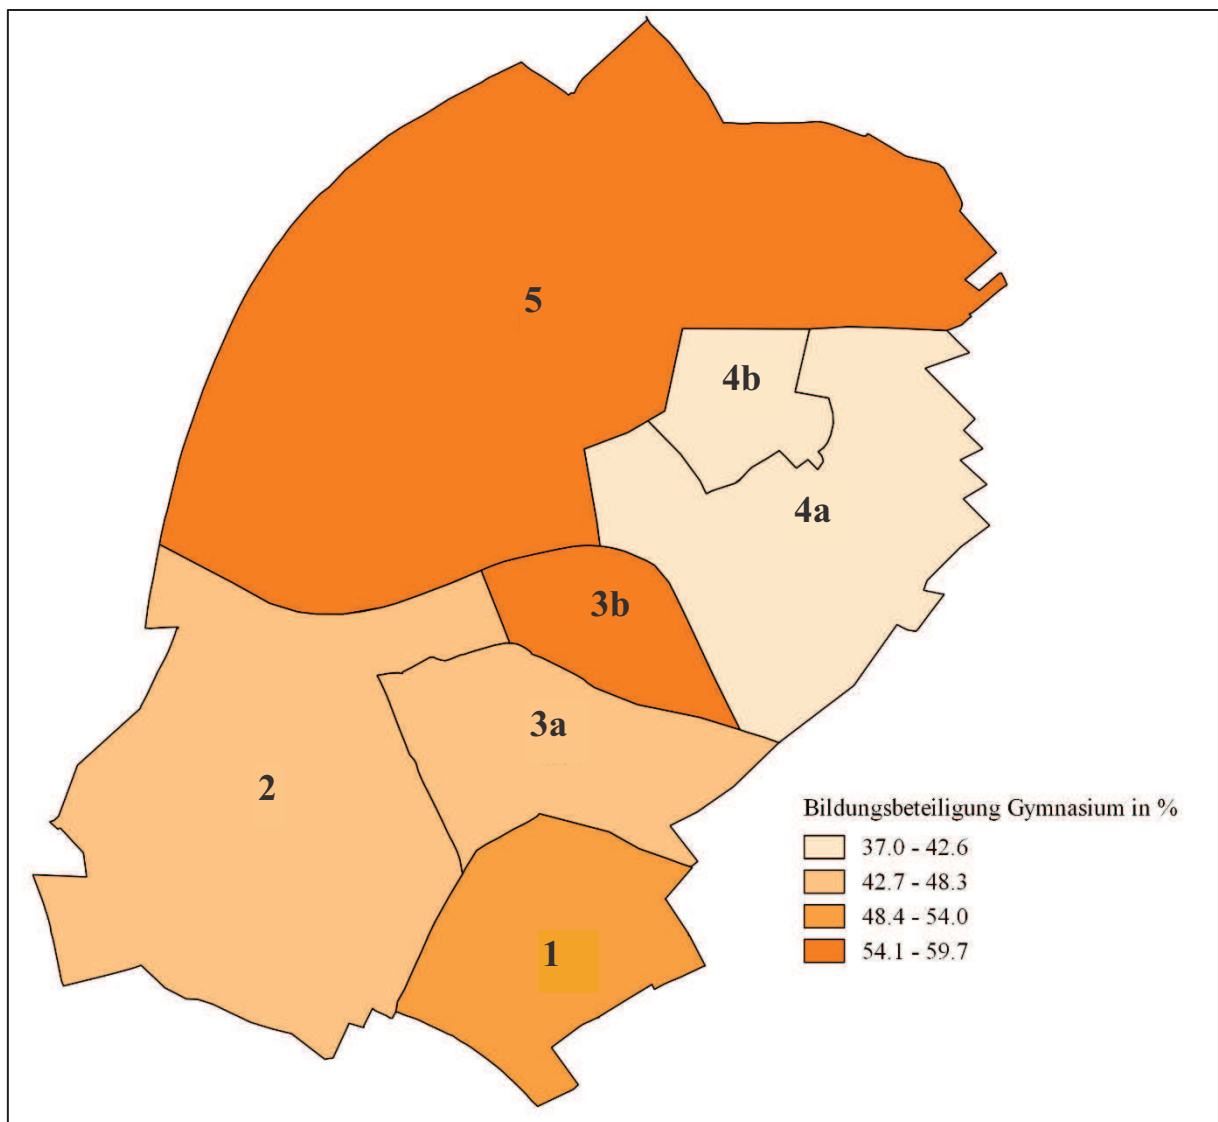 5
4b
4a
3b
3a
2
1
Bildungsbeteiligung Gymnasium in %
37.0 - 42.6
42.7 - 48.3
48.4 - 54.0
54.1 - 59.7